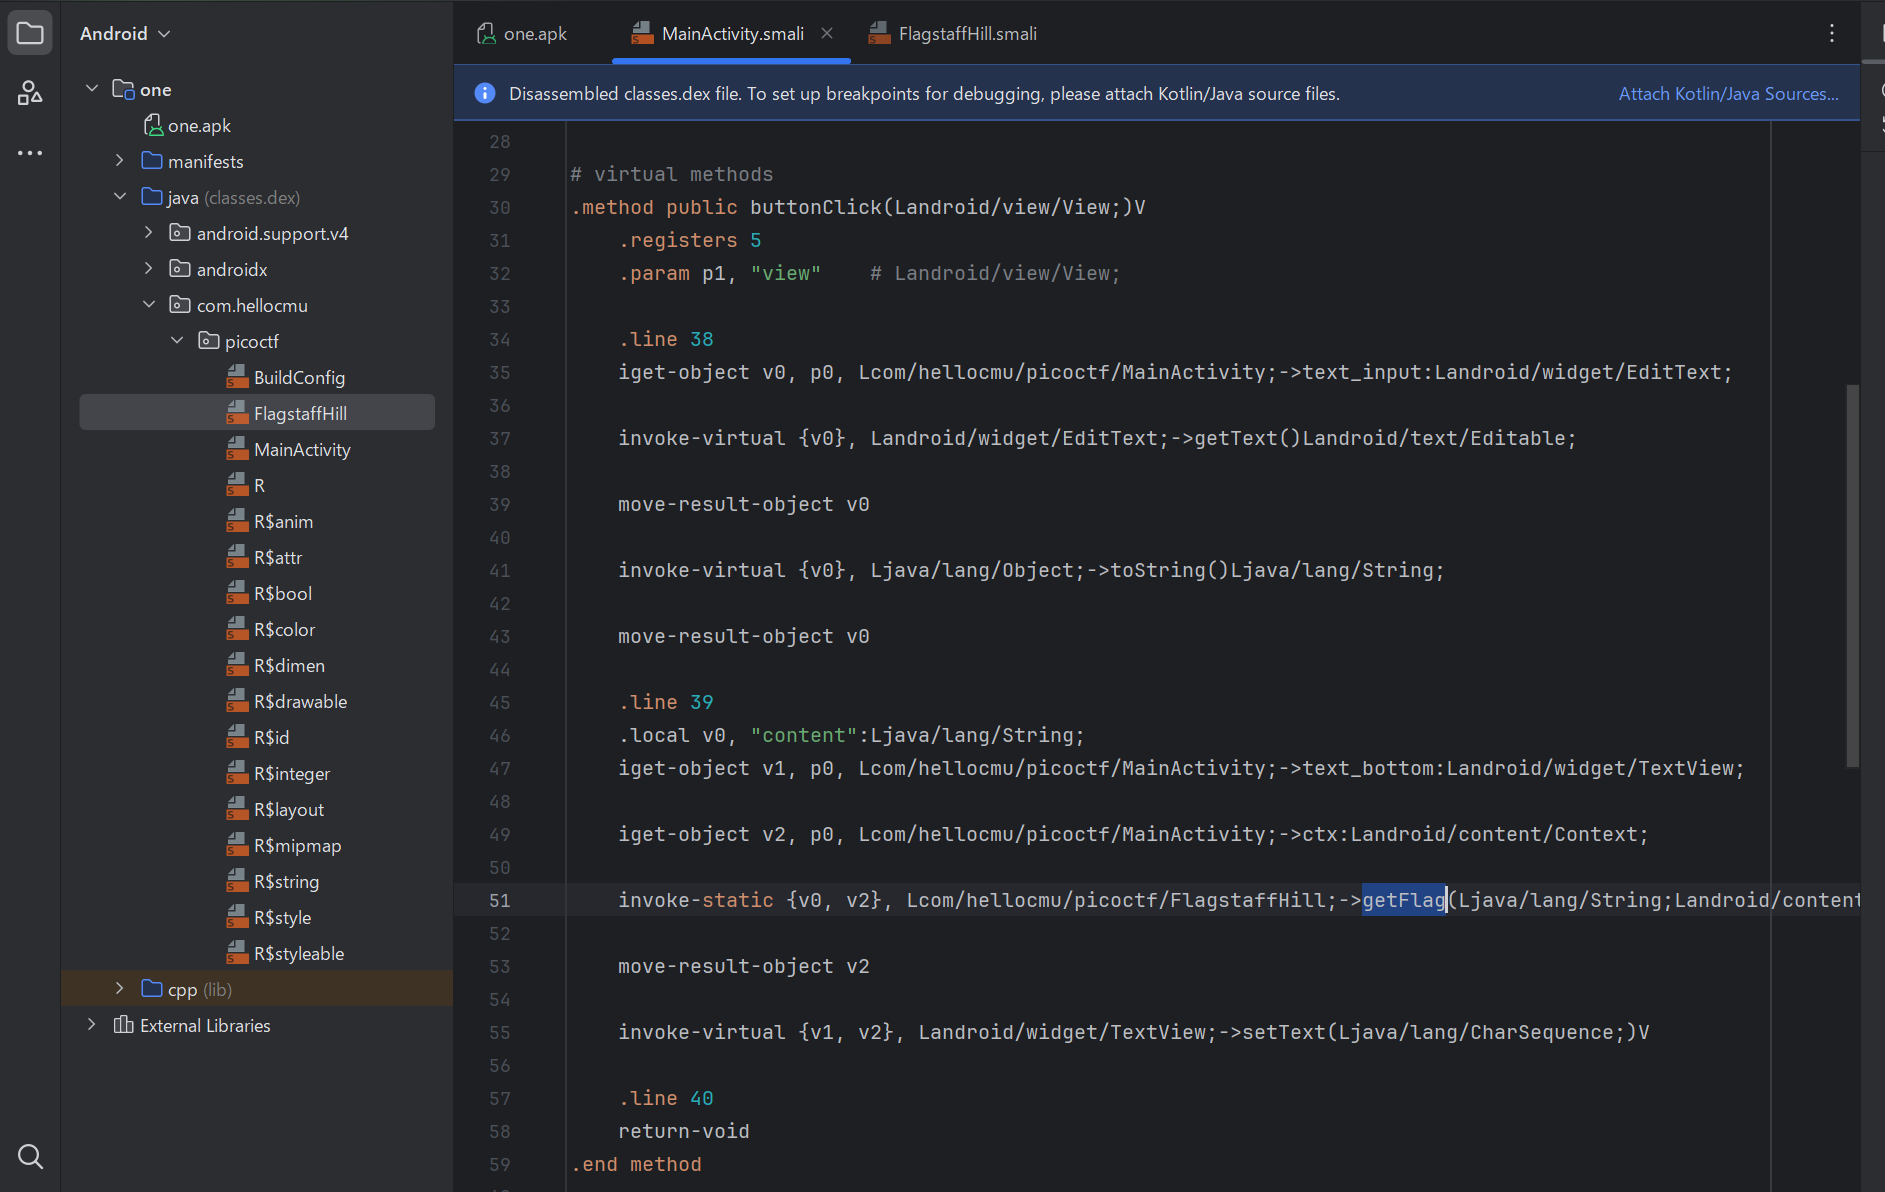 Android
one
one.apk
manifests
java (classes.dex)
android.support.v4
androidx
com.hellocmu
picoctf
BuildConfig
FlagstaffHill
MainActivity
R
R$anim
R$attr
R$bool
R$color
R$dimen
R$drawable
R$id
R$integer
R$layout
R$mipmap
R$string
R$style
R$styleable
cpp (lib)
External Libraries
one.apk
MainActivity.smali
FlagstaffHill.smali
Disassembled classes.dex file. To set up breakpoints for debugging, please attach Kotlin/Java source files.
Attach Kotlin/Java Sources...
28
29 # virtual methods
30 .method public buttonClick(Landroid/view/View;)V
31 .registers 5
32 .param p1, "view" # Landroid/view/View;
33
34 .line 38
35 iget-object v0, p0, Lcom/hellocmu/picoctf/MainActivity;->text_input:Landroid/widget/EditText;
36
37 invoke-virtual {v0}, Landroid/widget/EditText;->getText()Landroid/text/Editable;
38
39 move-result-object v0
40
41 invoke-virtual {v0}, Ljava/lang/Object;->toString()Ljava/lang/String;
42
43 move-result-object v0
44
45 .line 39
46 .local v0, "content":Ljava/lang/String;
47 iget-object v1, p0, Lcom/hellocmu/picoctf/MainActivity;->text_bottom:Landroid/widget/TextView;
48
49 iget-object v2, p0, Lcom/hellocmu/picoctf/MainActivity;->ctx:Landroid/content/Context;
50
51 invoke-static {v0, v2}, Lcom/hellocmu/picoctf/FlagstaffHill;->getFlag(Ljava/lang/String;Landroid/content
52
53 move-result-object v2
54
55 invoke-virtual {v1, v2}, Landroid/widget/TextView;->setText(Ljava/lang/CharSequence;)V
56
57 .line 40
58 return-void
59 .end method